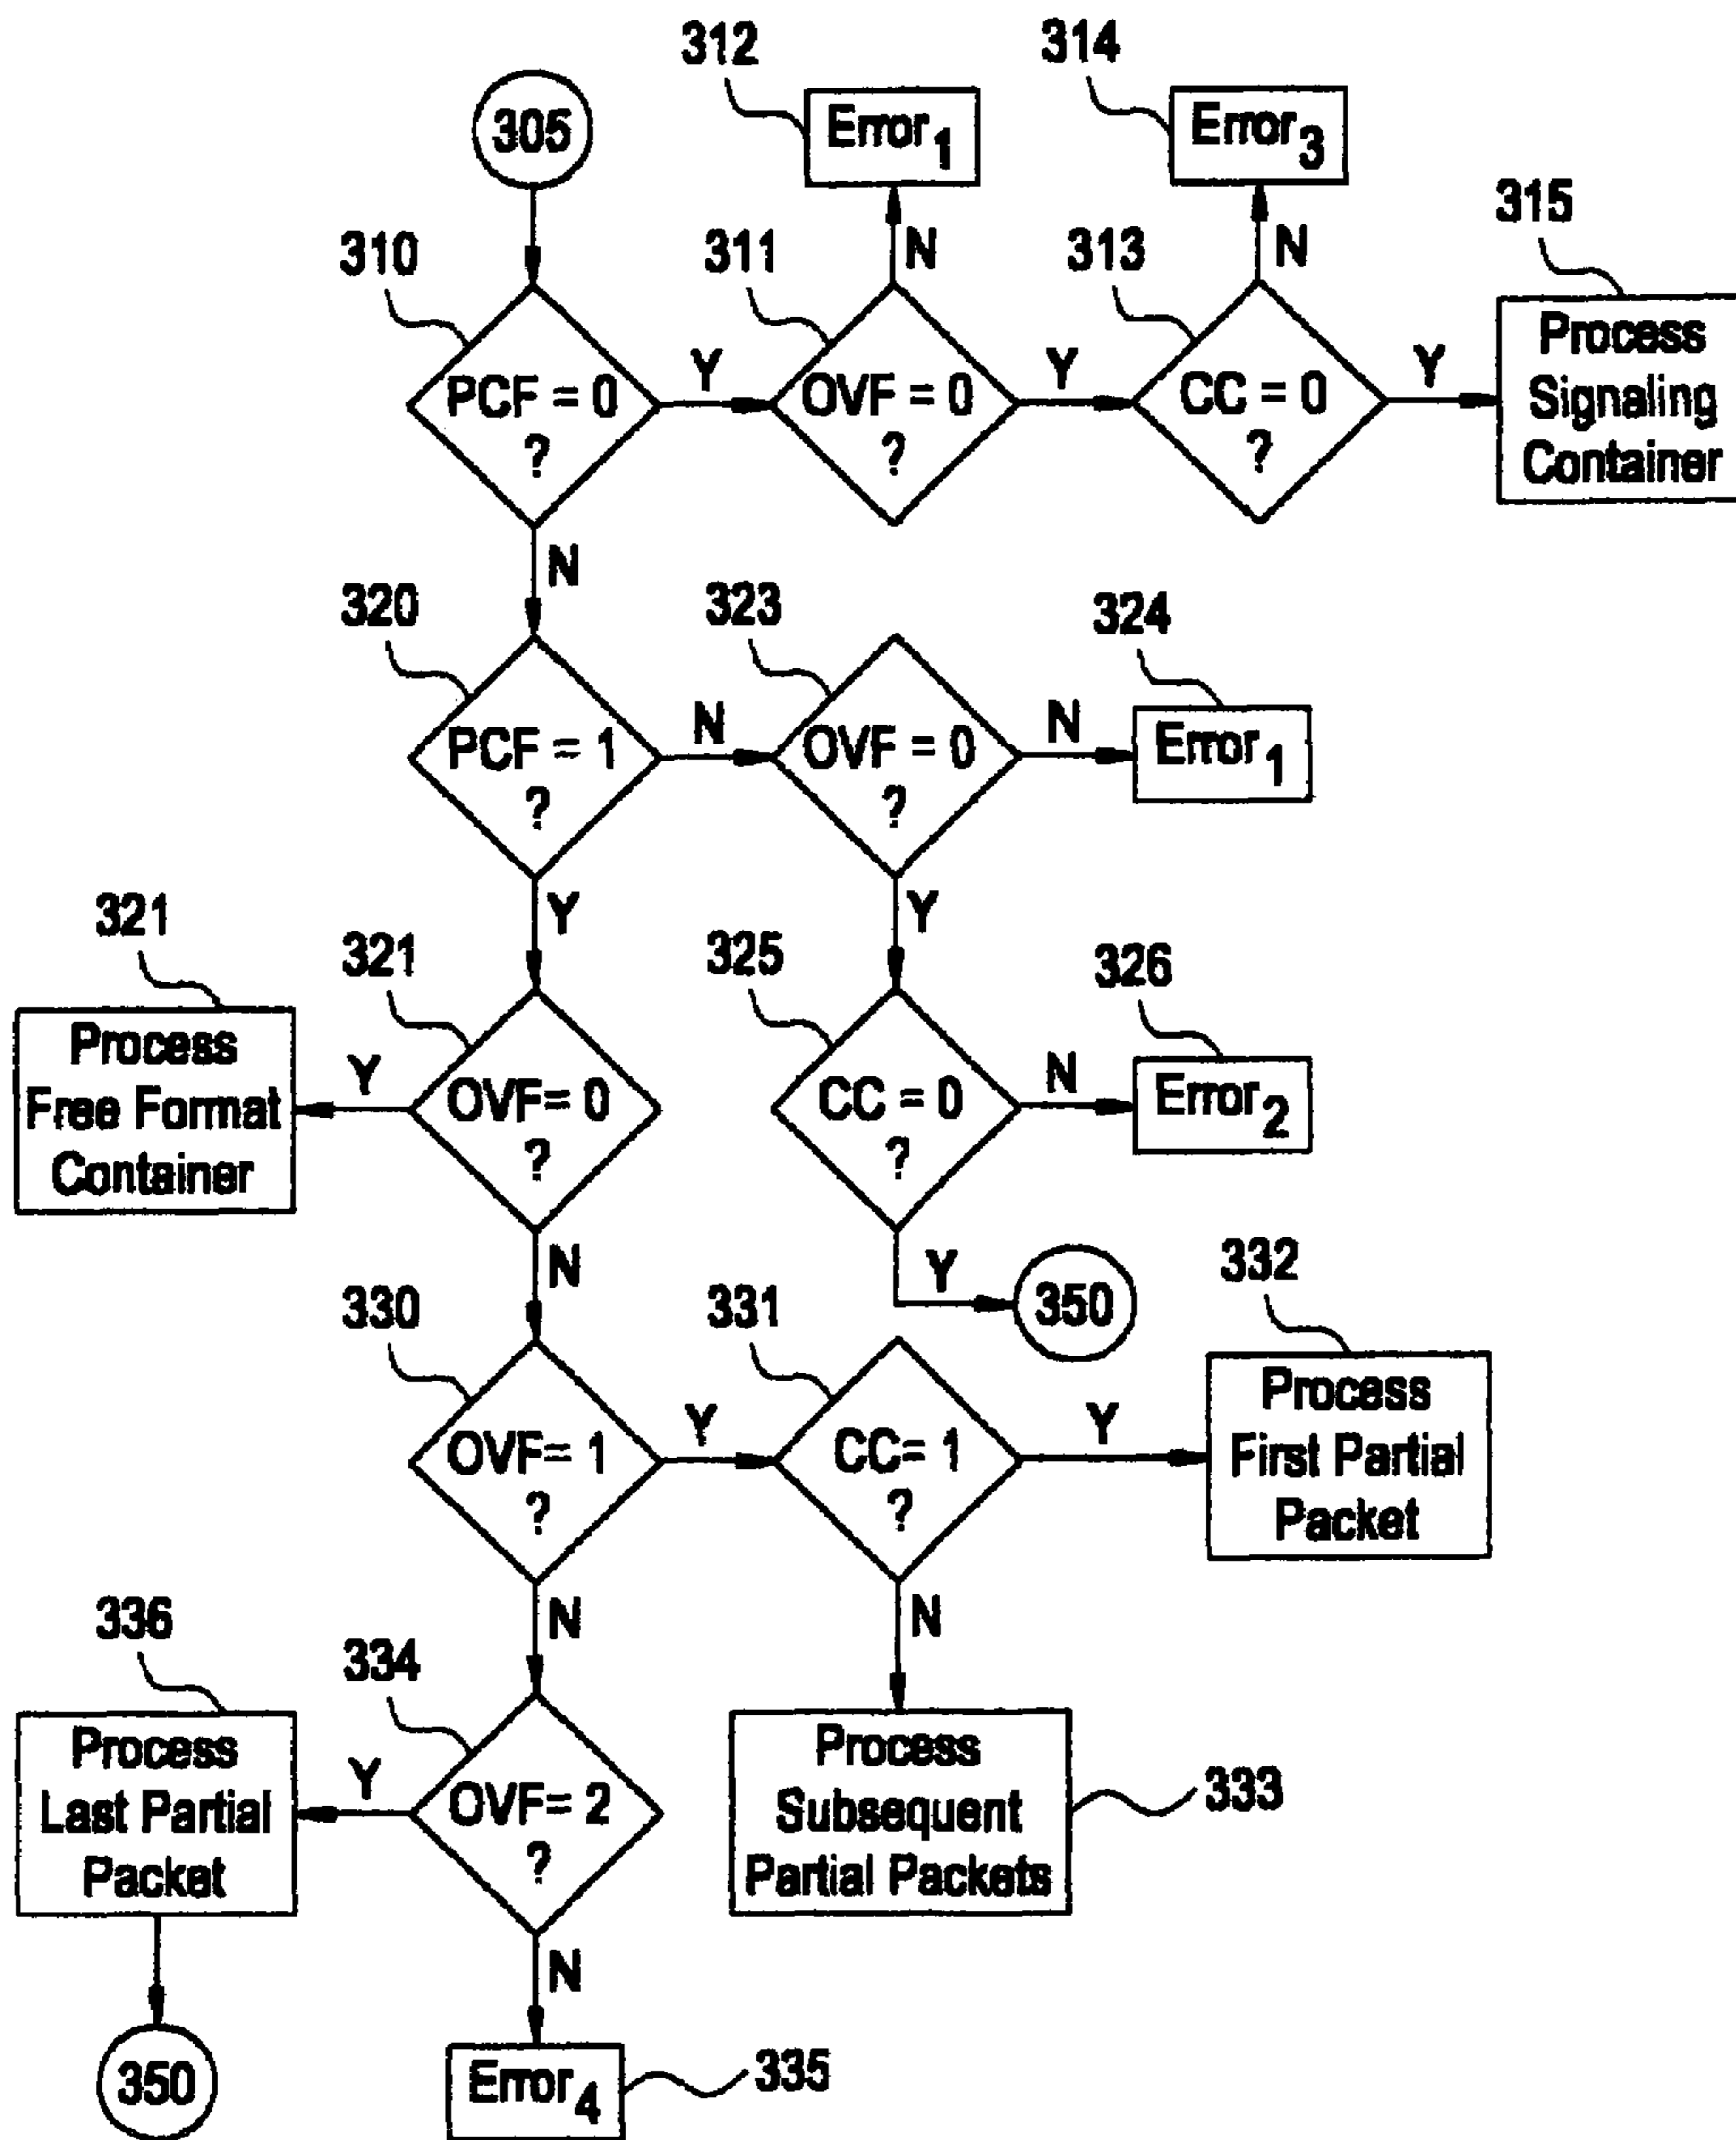 312
314
305
Error1
Error3
315
310
311
313
N
N
Process
Signaling
Container
PCF = 0
?
Y
OVF = 0
?
Y
CC = 0
?
Y
N
320
323
324
PCF = 1
?
N
OVF = 0
?
N
Error1
Y
Y
321
321
325
326
Process
Free Format
Container
Y
OVF= 0
?
CC = 0
?
N
Error2
N
Y
350
330
331
332
OVF= 1
?
Y
CC= 1
?
Y
Process
First Partial
Packet
N
N
336
334
Process
Last Partial
Packet
Y
OVF= 2
?
Process
Subsequent
Partial Packets
333
N
350
Error4
335